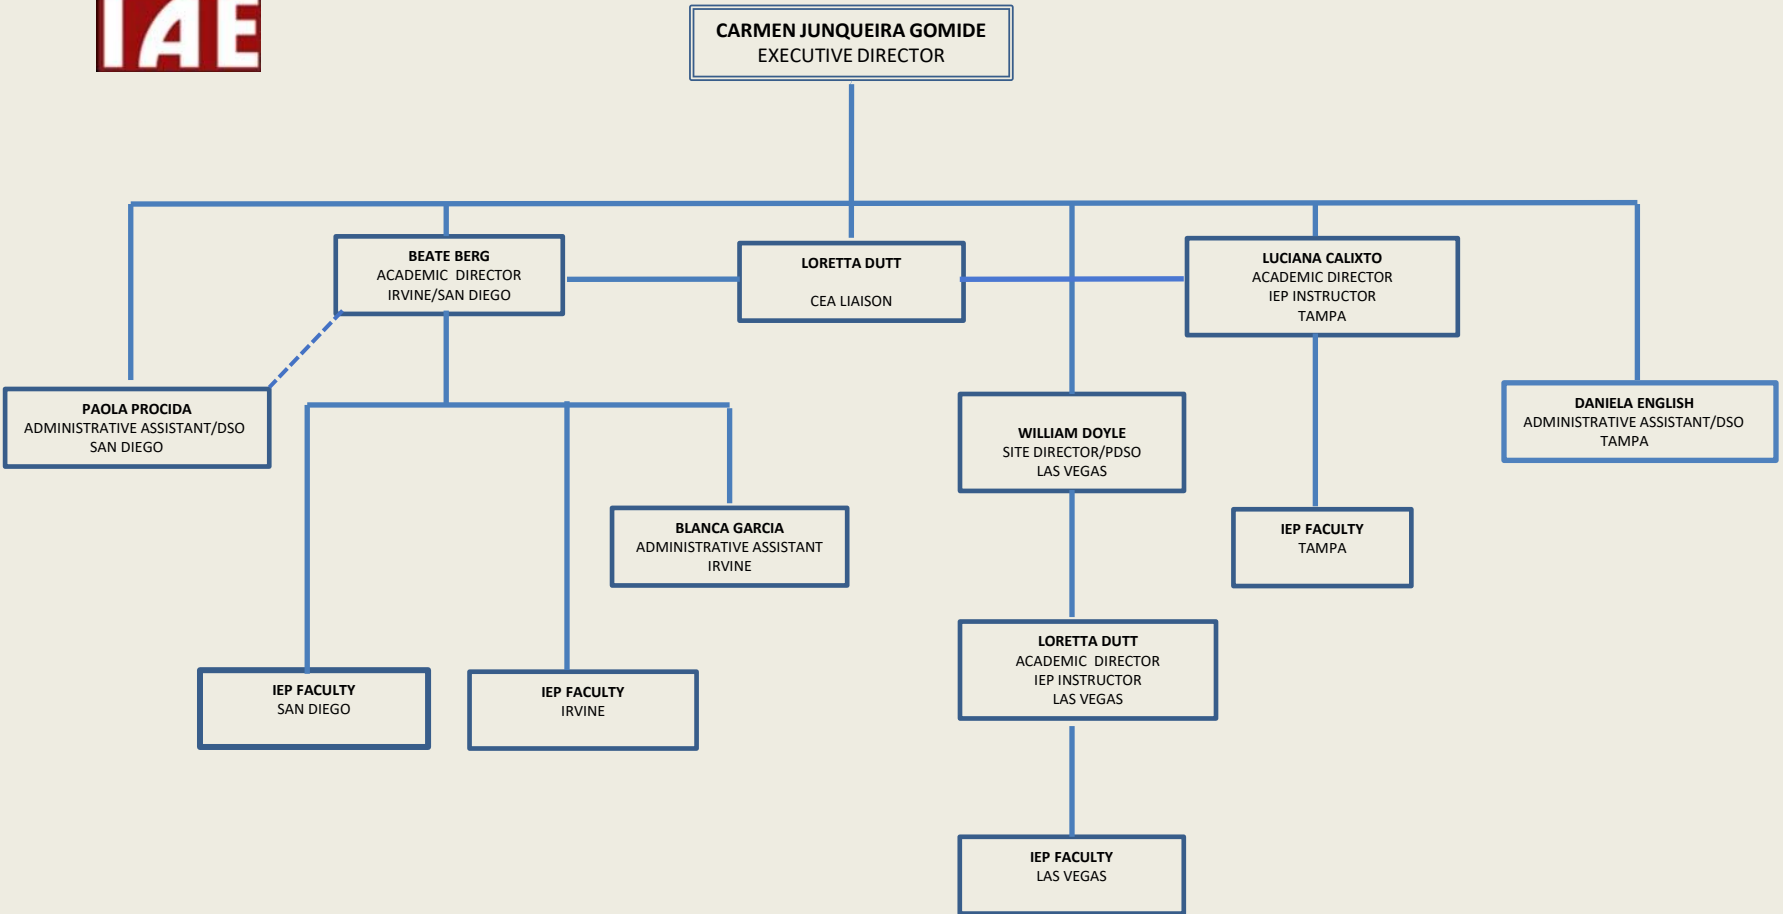 IAE
CARMEN JUNQUEIRA GOMIDE
EXECUTIVE DIRECTOR
BEATE BERG
ACADEMIC DIRECTOR
IRVINE/SAN DIEGO
LORETTA DUTT
CEA LIAISON
LUCIANA CALIXTO
ACADEMIC DIRECTOR
IEP INSTRUCTOR
TAMPA
PAOLA PROCIDA
ADMINISTRATIVE ASSISTANT/DSO
SAN DIEGO
WILLIAM DOYLE
SITE DIRECTOR/PDSO
LAS VEGAS
DANIELA ENGLISH
ADMINISTRATIVE ASSISTANT/DSO
TAMPA
BLANCA GARCIA
ADMINISTRATIVE ASSISTANT
IRVINE
IEP FACULTY
TAMPA
LORETTA DUTT
ACADEMIC DIRECTOR
IEP INSTRUCTOR
LAS VEGAS
IEP FACULTY
SAN DIEGO
IEP FACULTY
IRVINE
IEP FACULTY
LAS VEGAS